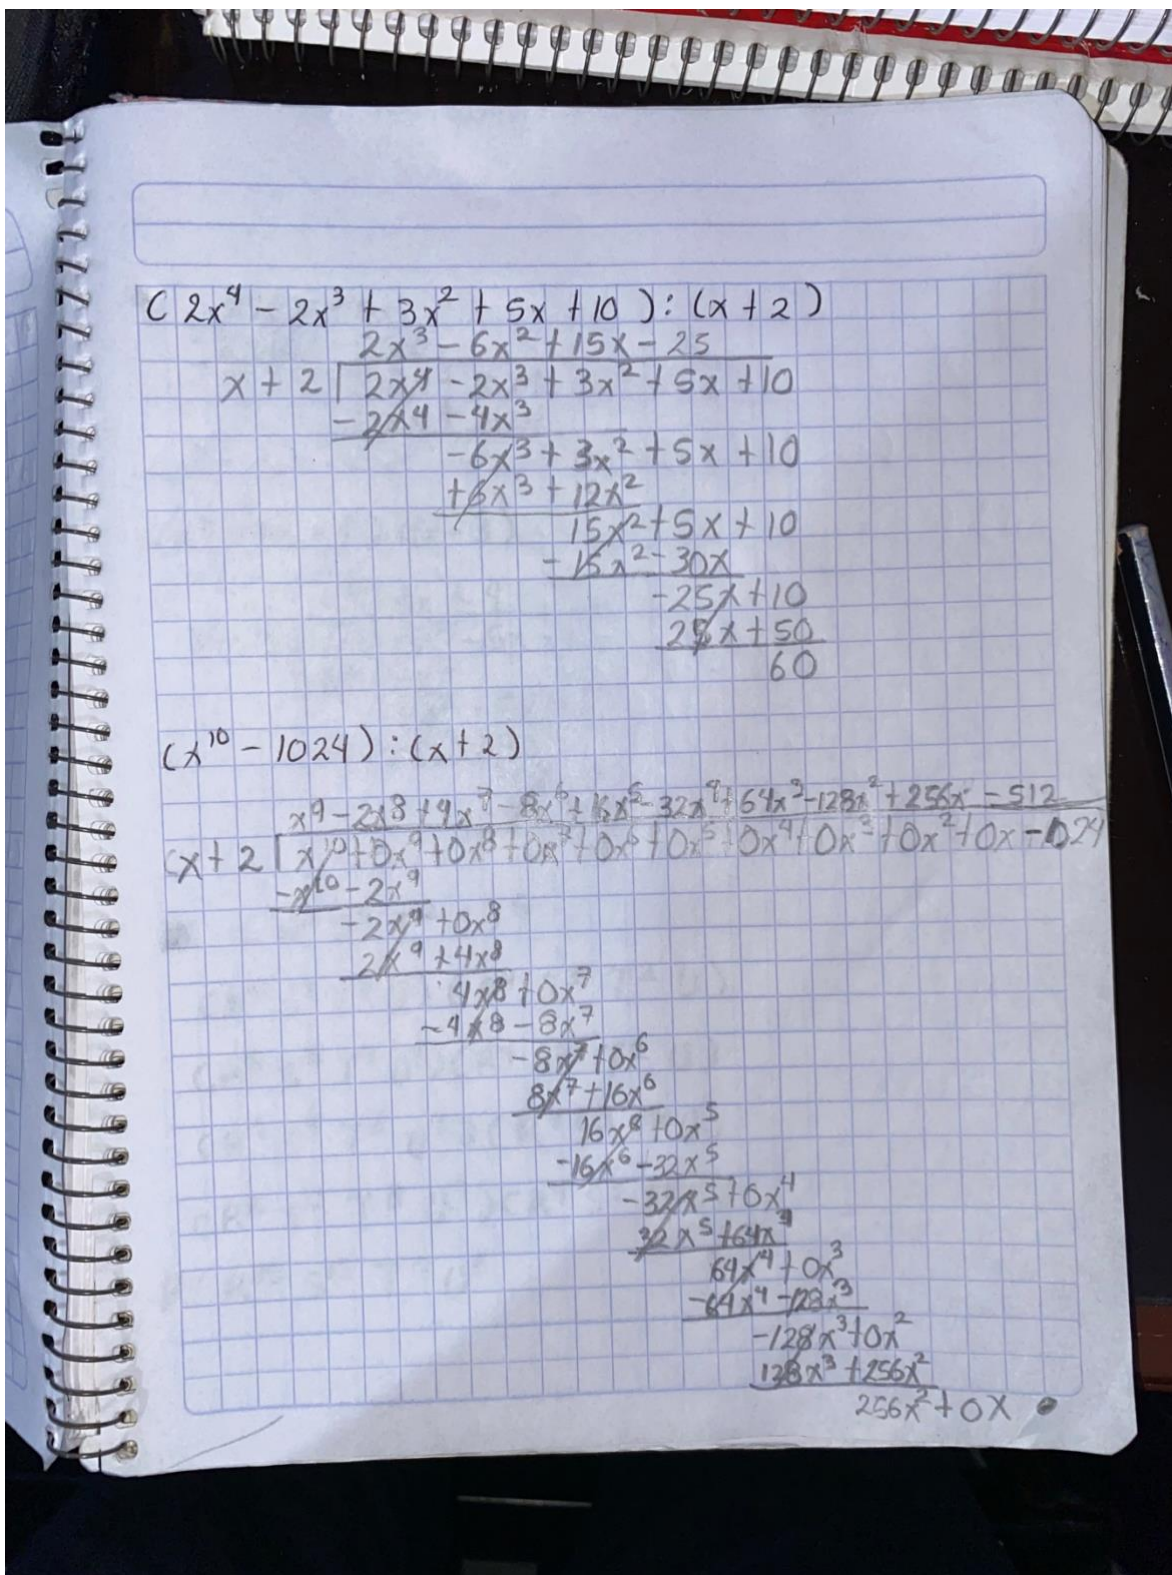 (2x⁴ - 2x³ + 3x² + 5x + 10) : (x + 2)
2x³ - 6x² + 15x - 25
x + 2 | 2x⁴ - 2x³ + 3x² + 5x + 10
- 2x⁴ - 4x³
-6x³ + 3x² + 5x + 10
+6x³ + 12x²
15x² + 5x + 10
- 15x² - 30x
-25x + 10
25x + 50
60
(x¹⁰ - 1024) : (x + 2)
x⁹ - 2x⁸ + 4x⁷ - 8x⁶ + 16x⁵ - 32x⁴ + 64x³ - 128x² + 256x - 512
x + 2 | x¹⁰ + 0x⁹ + 0x⁸ + 0x⁷ + 0x⁶ + 0x⁵ + 0x⁴ + 0x³ + 0x² + 0x - 1024
- x¹⁰ - 2x⁹
-2x⁹ + 0x⁸
2x⁹ + 4x⁸
4x⁸ + 0x⁷
-4x⁸ - 8x⁷
-8x⁷ + 0x⁶
8x⁷ + 16x⁶
16x⁶ + 0x⁵
-16x⁶ - 32x⁵
-32x⁵ + 0x⁴
32x⁵ + 64x⁴
64x⁴ + 0x³
-64x⁴ - 128x³
-128x³ + 0x²
128x³ + 256x²
256x² + 0x